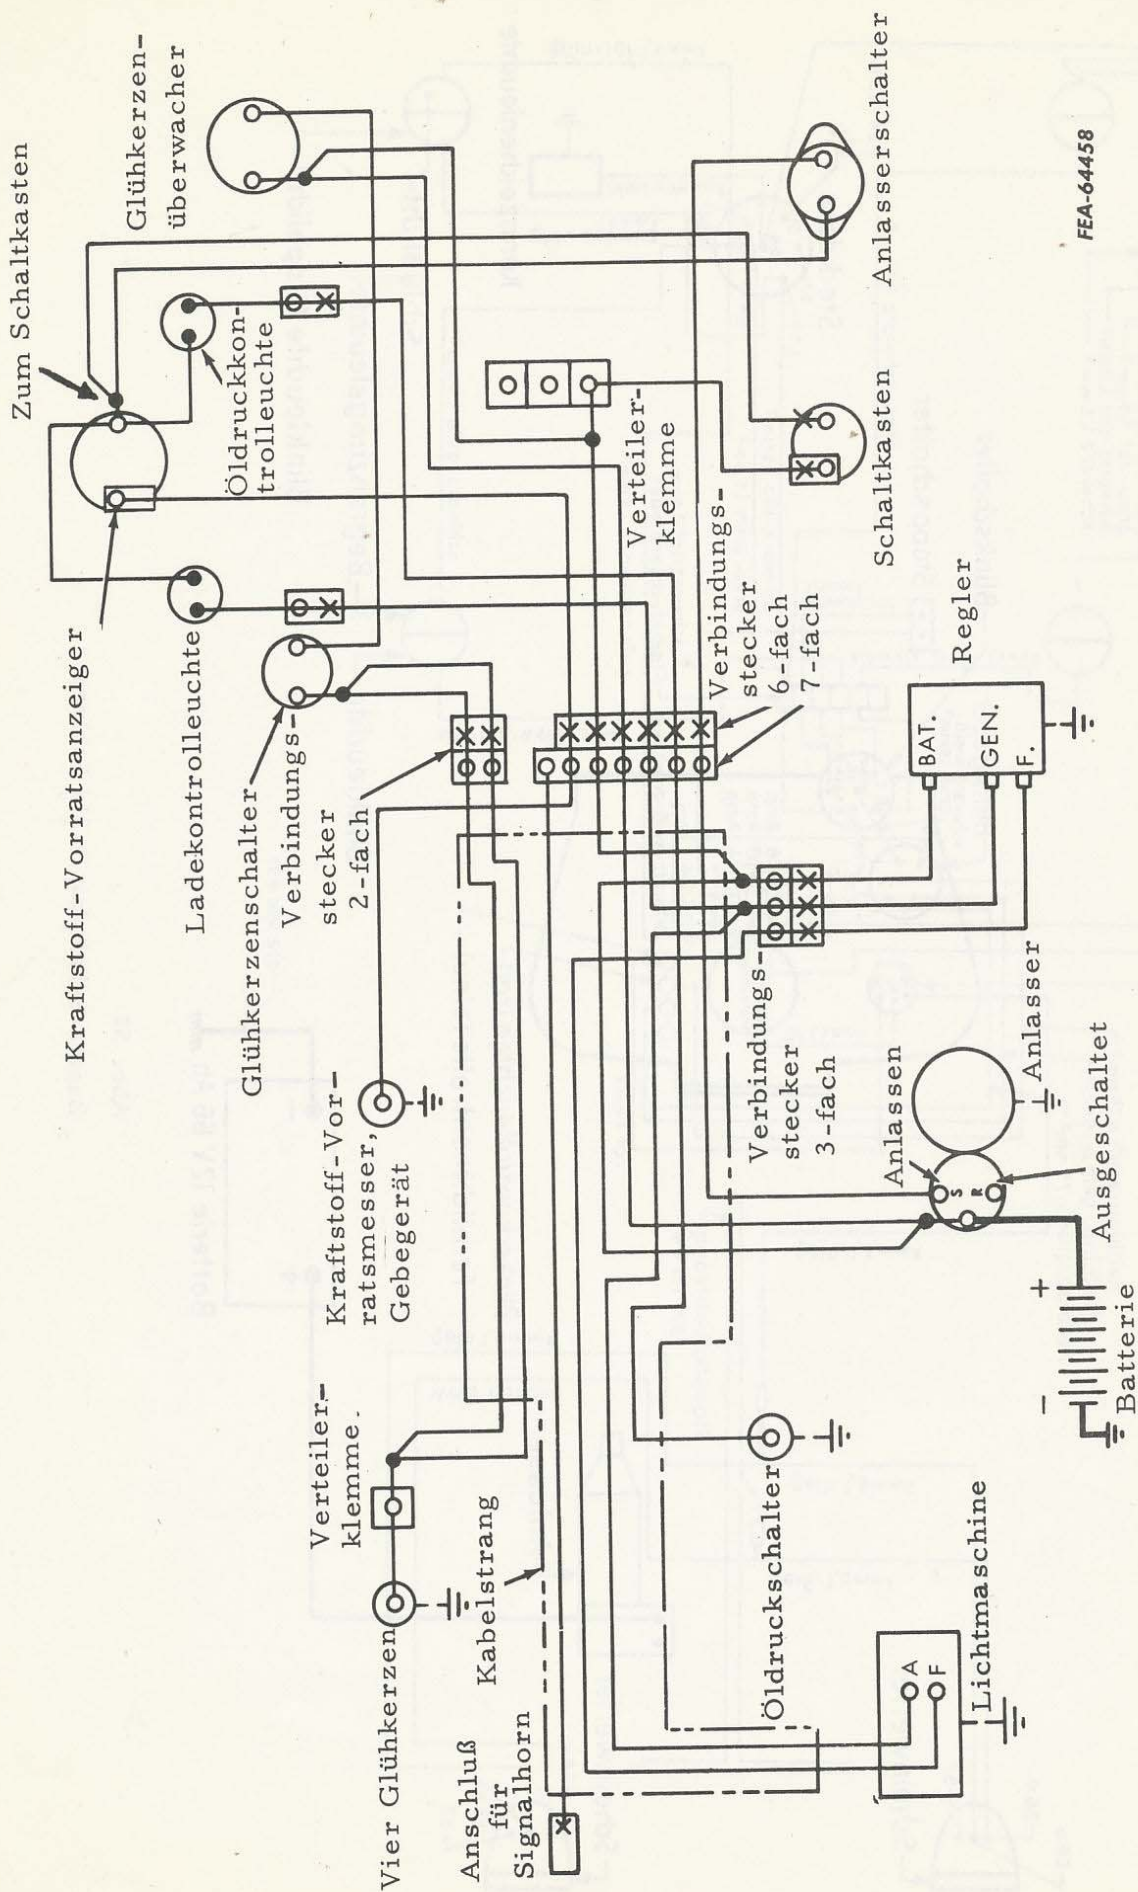 Zum Schaltkasten
Glühkerzen-
überwacher
Öldruckkon-
trolleuchte
Kraftstoff-Vorratsanzeiger
Ladekontrolleuchte
Glühkerzenschalter
Verbindungs-
stecker
2-fach
Verteiler-
klemme
Verbindungs-
stecker
6-fach
7-fach
Anlasserschalter
Schaltkasten
Regler
BAT.
GEN.
F.
Kraftstoff-Vor-
ratsmesser,
Gebegerät
Verbindungs-
stecker
3-fach
Anlassen
S
R
Anlasser
Ausgeschaltet
+
-
Batterie
Verteiler-
klemme.
Vier Glühkerzen
Kabelstrang
Anschluß
für
Signalhorn
Öldruckschalter
A
F
Lichtmaschine
FEA-64458